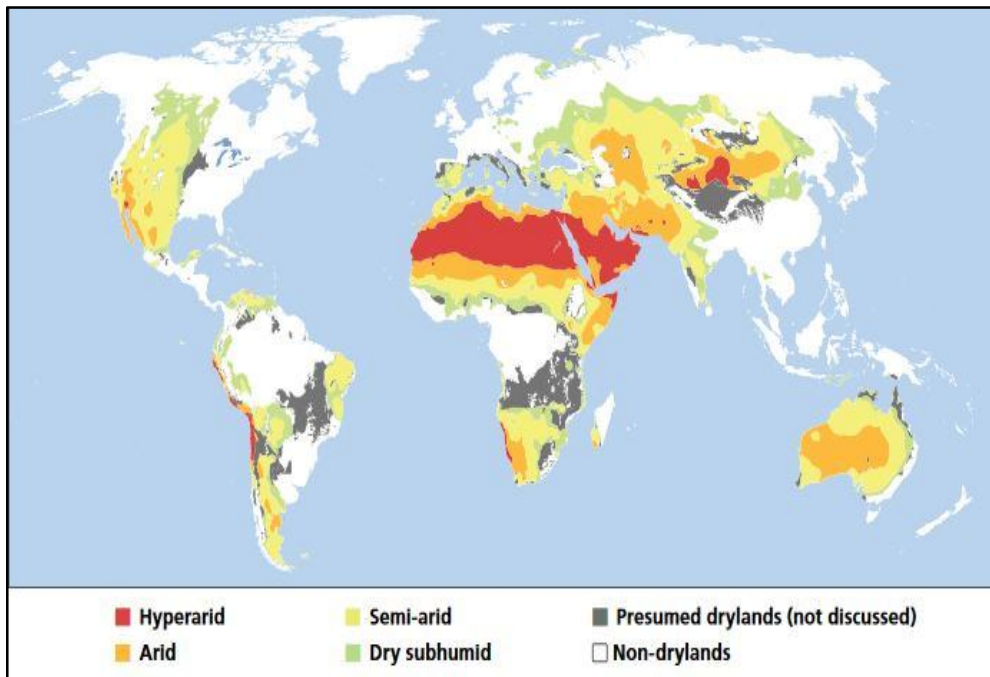 Hyperarid
Semi-arid
Presumed drylands (not discussed)
Arid
Dry subhumid
Non-drylands